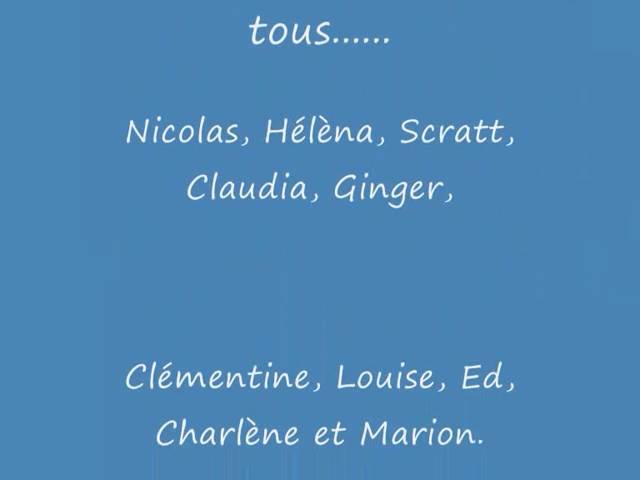 tous......
Nicolas, Hélèna, Scratt,
Claudia, Ginger,
Clémentine, Louise, Ed,
Charlène et Marion.